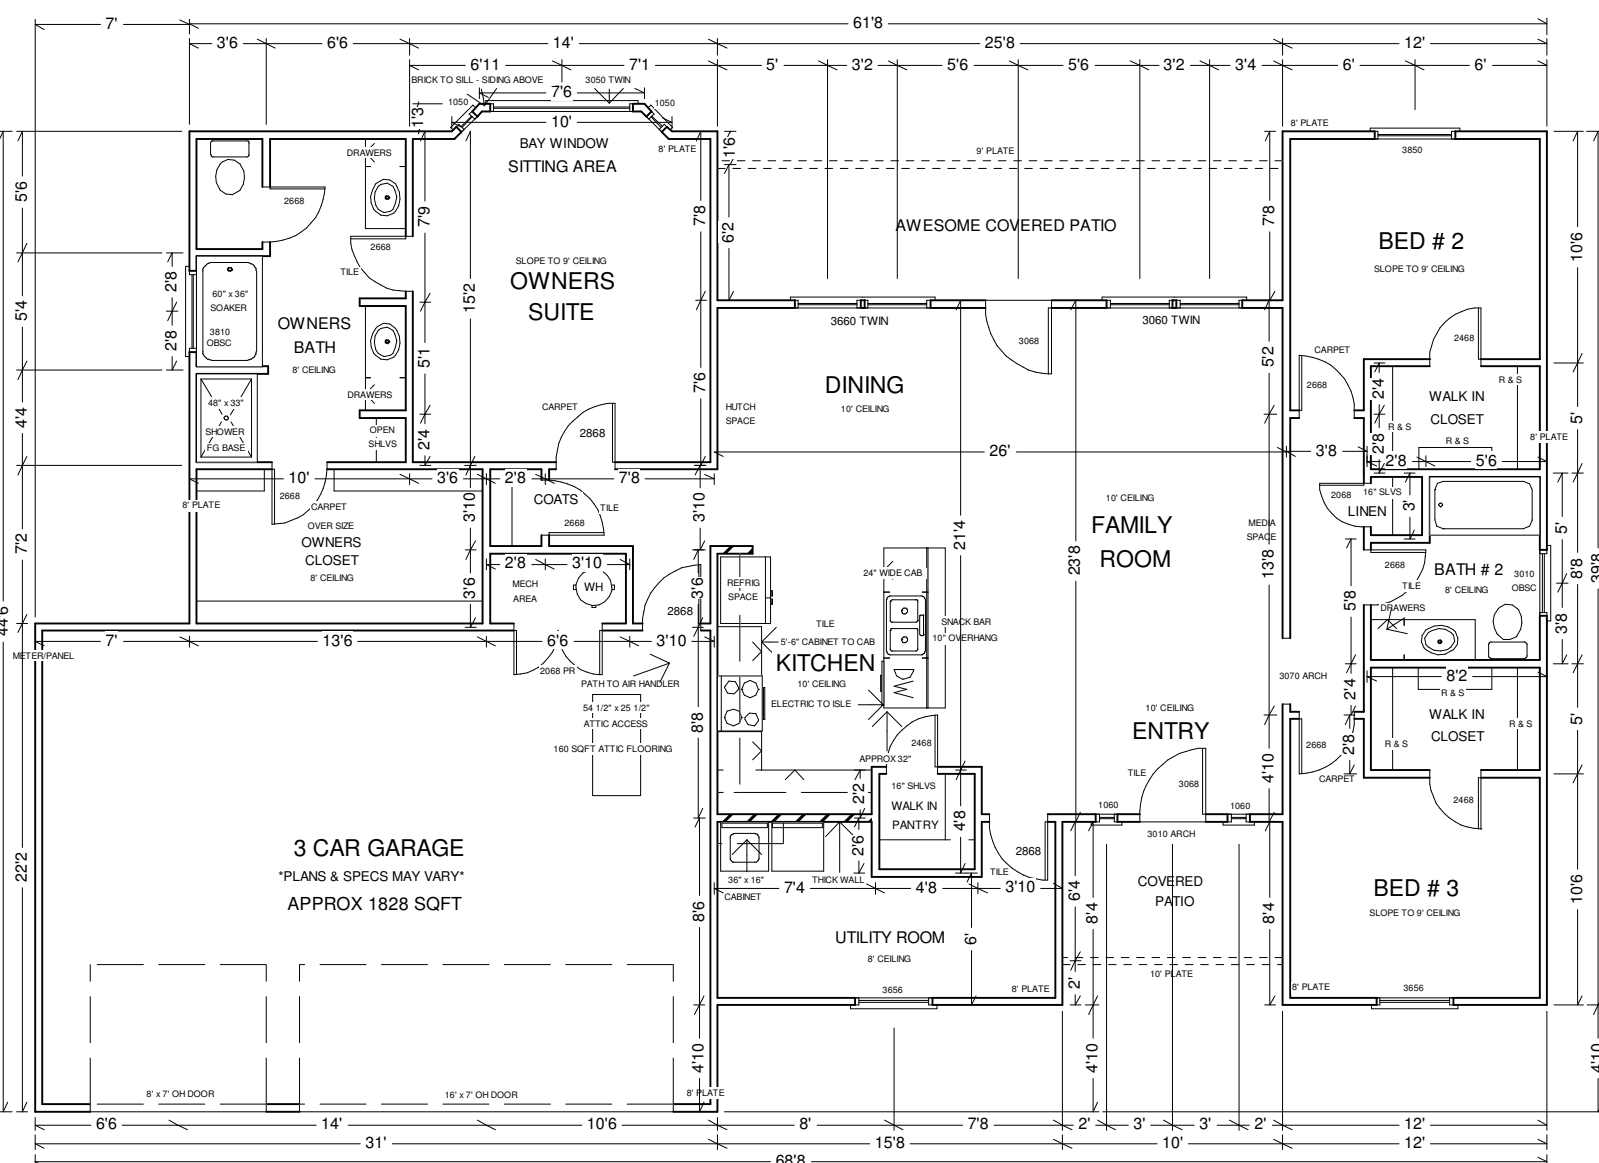 7' 61'8
3'6 6'6 14' 25'8 12'
6'11 7'1 5' 3'2 5'6 5'6 3'2 3'4 6' 6'
BRICK TO SILL - SIDING ABOVE 3050 TWIN
7'6
1050 1050
1'3
10'
8' PLATE
BAY WINDOW
SITTING AREA
8' PLATE
1'6
9' PLATE
3850
DRAWERS
5'6
2668
7'9
7'8
6'2
AWESOME COVERED PATIO
7'8
BED # 2
SLOPE TO 9' CEILING
10'6
2668
TILE
SLOPE TO 9' CEILING
OWNERS
SUITE
15'2
2'8
5'4
2'8
60" x 36"
SOAKER
3810
OBSC
OWNERS
BATH
8' CEILING
5'1
3660 TWIN
3068
3060 TWIN
5'2
2468
CARPET
2668
DRAWERS
7'6
DINING
10' CEILING
HUTCH
SPACE
R & S
2'4
WALK IN
CLOSET
R & S
R & S
2'8
5'
8' PLATE
48" x 33"
SHOWER
FG BASE
4'4
OPEN
SHLVS
2'4
CARPET
2868
26'
3'8
2'8 5'6
10' 3'6 2'8 7'8
2668
8' PLATE
CARPET
OVER SIZE
OWNERS
CLOSET
8' CEILING
7'2
3'10
COATS
TILE
2668
3'10
21'4
23'8
10' CEILING
FAMILY
ROOM
MEDIA
SPACE
13'8
2068
16" SLVS
LINEN
3'
5'
2'8 3'10
MECH
AREA
WH
3'6
3'6
2868
REFRIG
SPACE
24" WIDE CAB
2668
TILE
BATH # 2
8' CEILING
3010
OBSC
8'8
39'8
44'6
5'8
DRAWERS
3'8
7' 13'6 6'6 3'10
METER/PANEL
2068 PR
PATH TO AIR HANDLER
TILE
5'-6" CABINET TO CAB
KITCHEN
10' CEILING
ELECTRIC TO ISLE
DW
SNACK BAR
10" OVERHANG
3070 ARCH
2'4
8'2
R & S
54 1/2" x 25 1/2"
ATTIC ACCESS
160 SQFT ATTIC FLOORING
8'8
2468
APPROX 32"
10' CEILING
ENTRY
WALK IN
CLOSET
R & S
R & S
5'
2668
2'8
CARPET
TILE
3068
4'10
2468
16" SHLVS
WALK IN
PANTRY
2'2
4'8
1060 1060
3010 ARCH
22'2
3 CAR GARAGE
*PLANS & SPECS MAY VARY*
APPROX 1828 SQFT
2'6
36" x 16"
CABINET
THICK WALL
7'4 4'8 3'10
TILE
2868
COVERED
PATIO
BED # 3
SLOPE TO 9' CEILING
10'6
8'6
6'4
8'4
8'4
UTILITY ROOM
8' CEILING
6'
10' PLATE
2'
3656
8' PLATE
8' PLATE
3656
4'10
4'10
4'10
8' x 7' OH DOOR
16' x 7' OH DOOR
8' PLATE
6'6 14' 10'6 8' 7'8 2' 3' 3' 2' 12'
31' 15'8 10' 12'
68'8